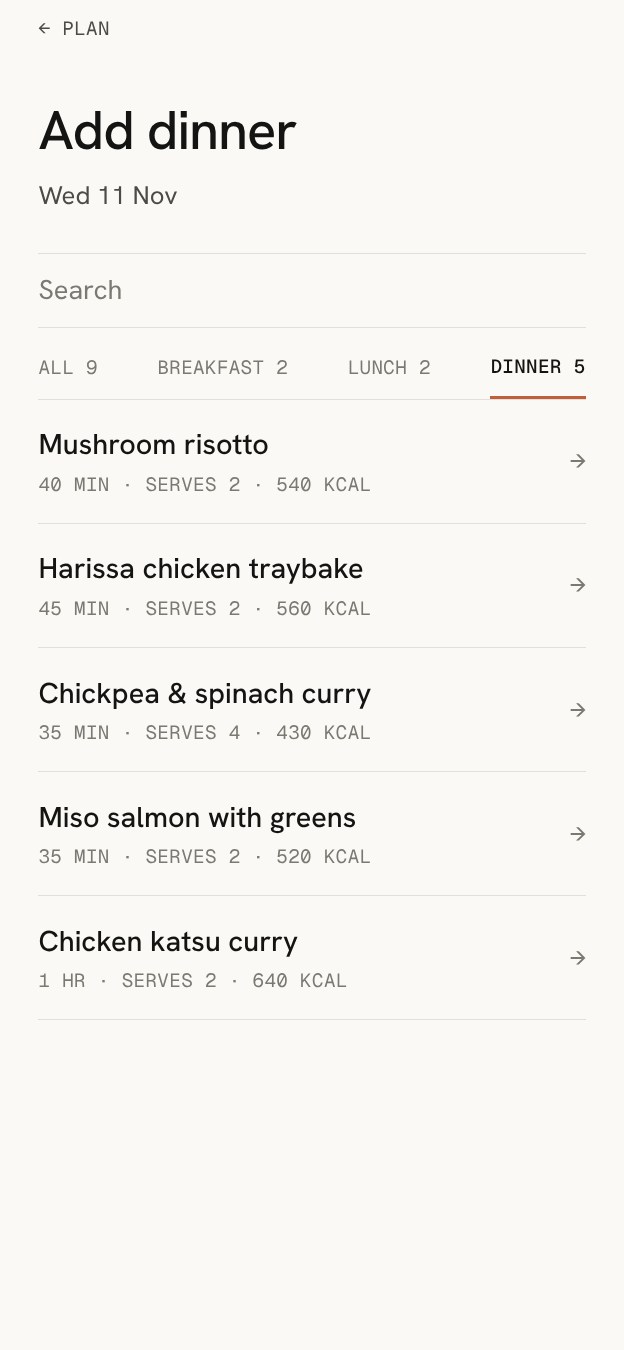 ← PLAN
Add dinner
Wed 11 Nov
Search
ALL 9 BREAKFAST 2 LUNCH 2 DINNER 5
Mushroom risotto
40 MIN · SERVES 2 · 540 KCAL
→
Harissa chicken traybake
45 MIN · SERVES 2 · 560 KCAL
→
Chickpea & spinach curry
35 MIN · SERVES 4 · 430 KCAL
→
Miso salmon with greens
35 MIN · SERVES 2 · 520 KCAL
→
Chicken katsu curry
1 HR · SERVES 2 · 640 KCAL
→